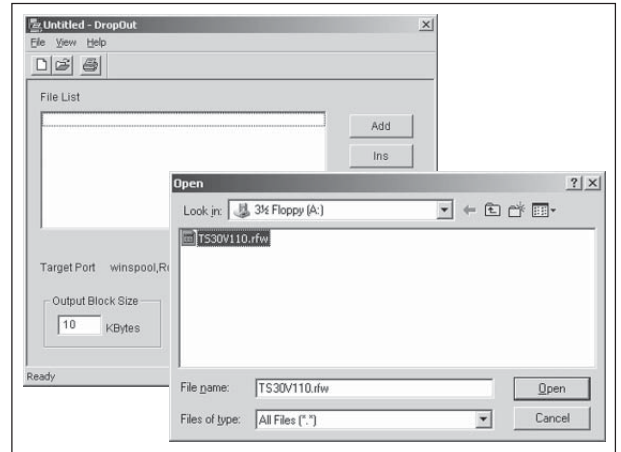 Untitled - DropOut
File View Help
File List
Add
Ins
Target Port winspool,
Output Block Size
10 KBytes
Ready
Open
Look in: 3½ Floppy (A:)
TS30V110.rfw
File name: TS30V110.rfw Open
Files of type: All Files (*.*) Cancel